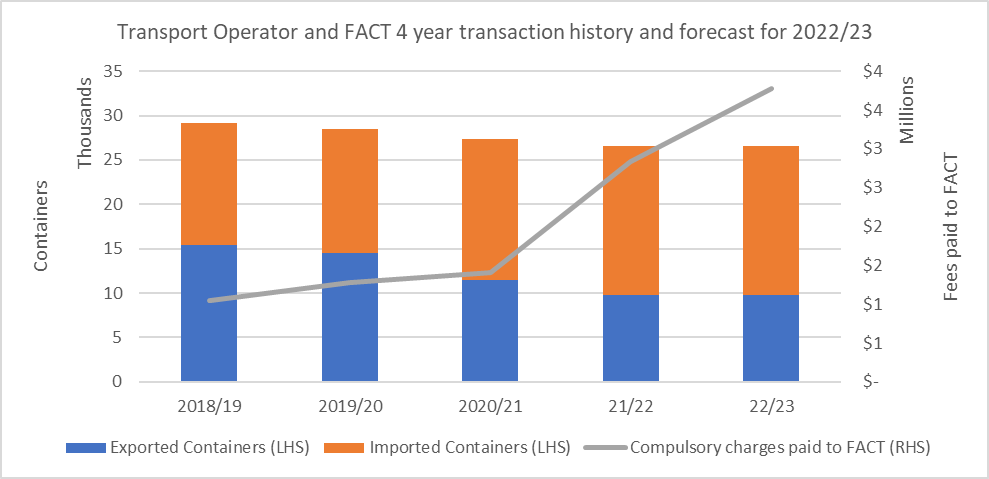 Transport Operator and FACT 4 year transaction history and forecast for 2022/23
Containers
Thousands
35
30
25
20
15
10
5
0
$4
$4
$3
$3
$2
$2
$1
$1
$-
Millions
Fees paid to FACT
2018/19 2019/20 2020/21 21/22 22/23
Exported Containers (LHS) Imported Containers (LHS) Compulsory charges paid to FACT (RHS)